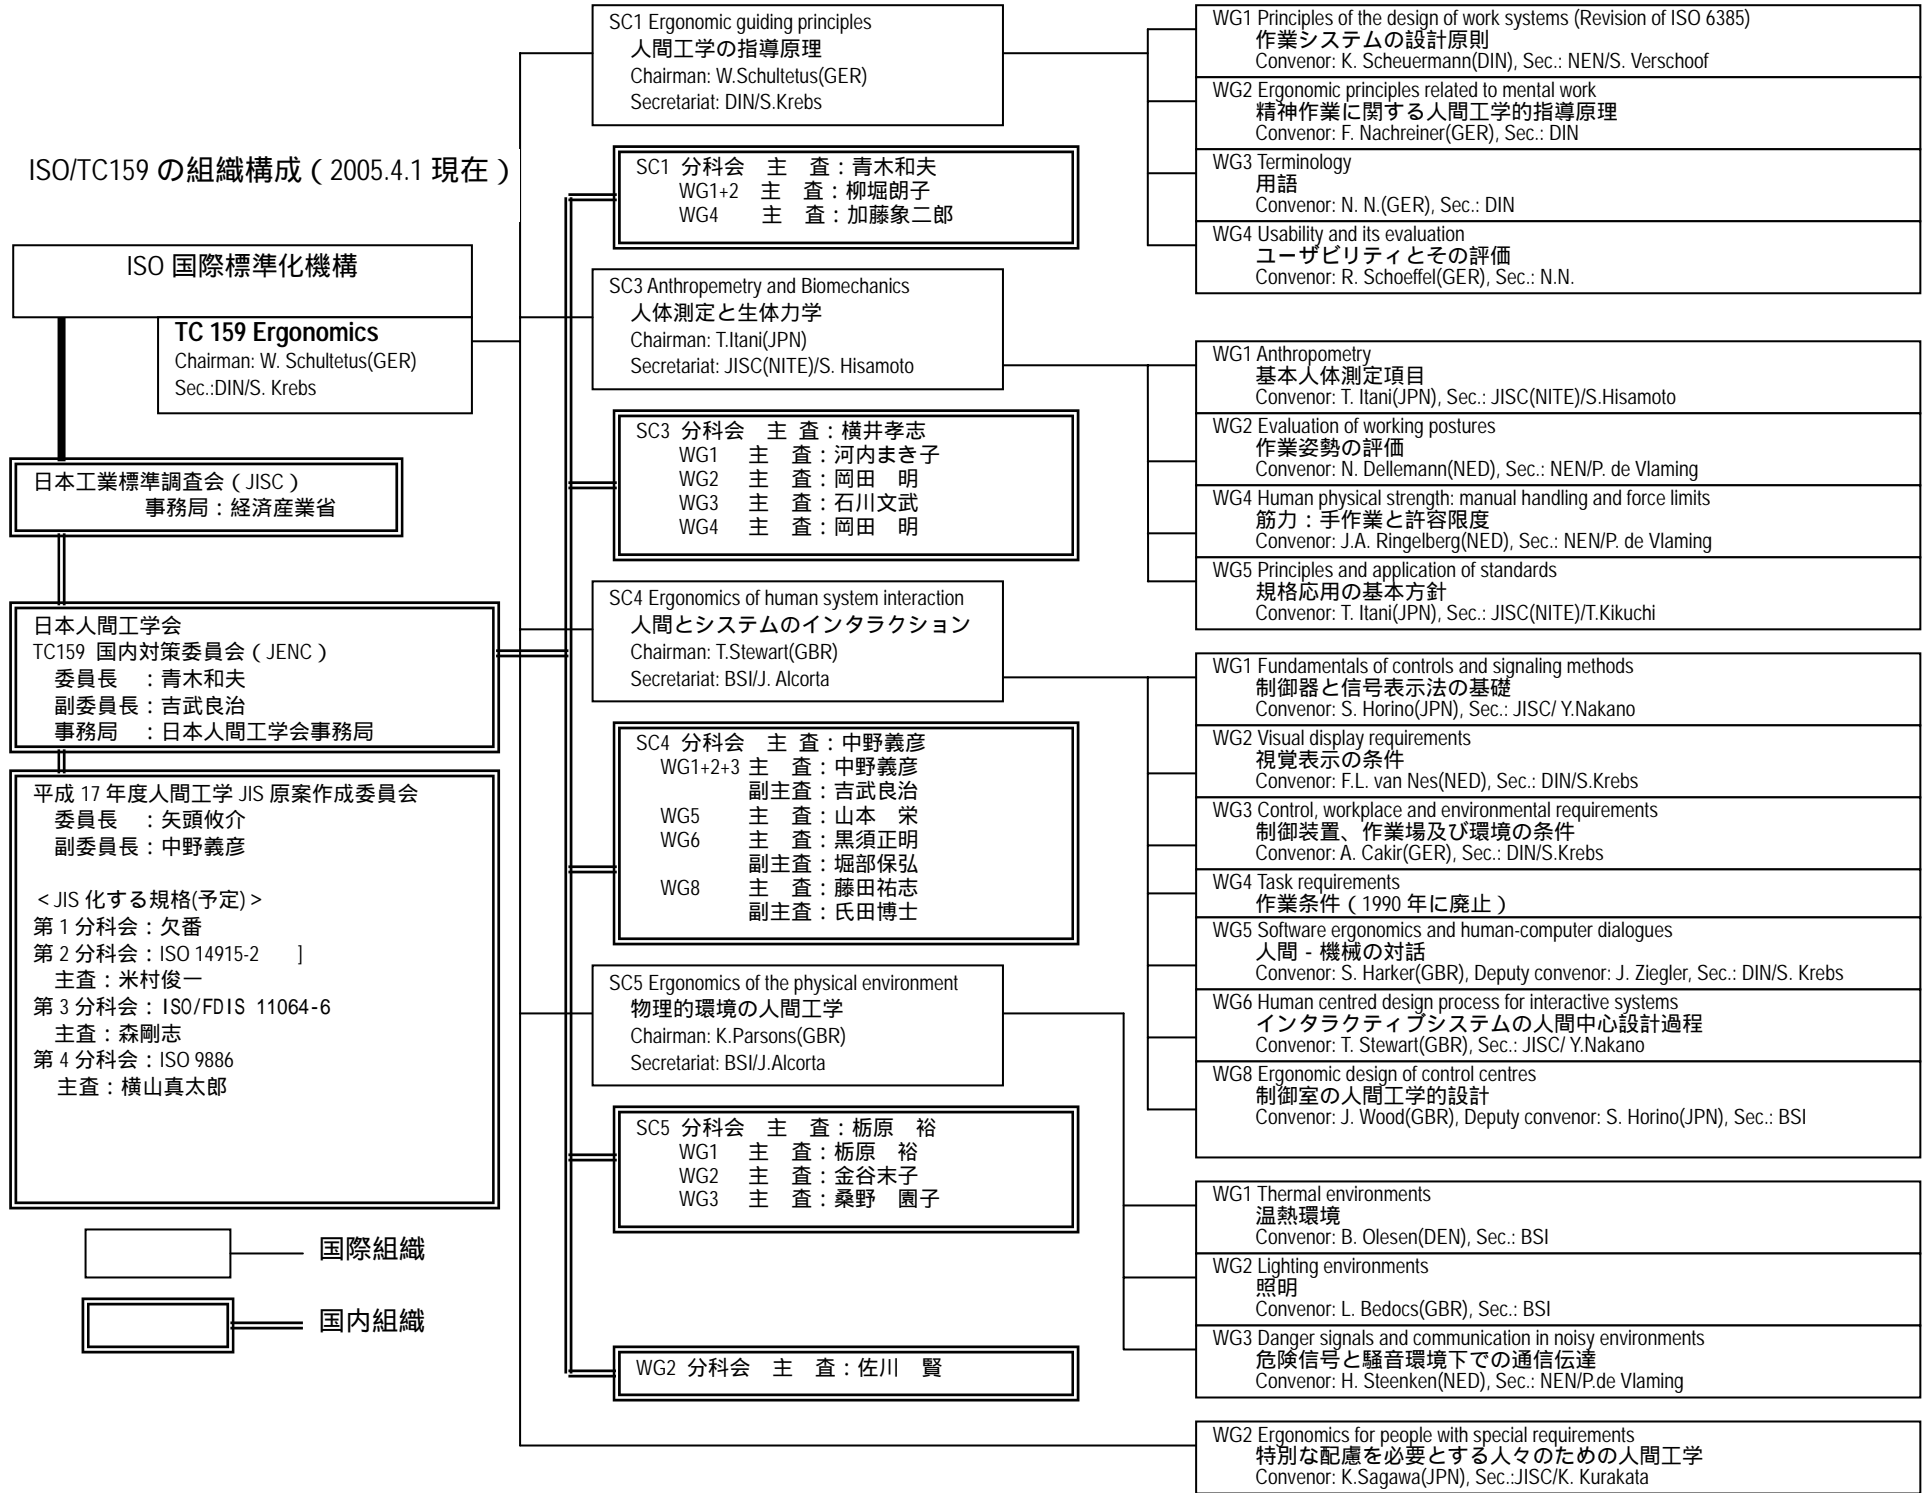 ISO/TC159 の組織構成（2005.4.1 現在）
ISO 国際標準化機構
TC 159 Ergonomics
Chairman: W. Schultetus(GER)
Sec.:DIN/S. Krebs
日本工業標準調査会（JISC）
事務局：経済産業省
日本人間工学会
TC159 国内対策委員会（JENC）
委員長　：青木和夫
副委員長：吉武良治
事務局　：日本人間工学会事務局
平成 17 年度人間工学 JIS 原案作成委員会
委員長　：矢頭攸介
副委員長：中野義彦
＜JIS 化する規格(予定)＞
第 1 分科会：欠番
第 2 分科会：ISO 14915-2　　]
主査：米村俊一
第 3 分科会：ISO/FDIS 11064-6
主査：森剛志
第 4 分科会：ISO 9886
主査：横山真太郎
国際組織
国内組織
SC1 Ergonomic guiding principles
人間工学の指導原理
Chairman: W.Schultetus(GER)
Secretariat: DIN/S.Krebs
SC1 分科会　主　査：青木和夫
WG1+2　主　査：柳堀朗子
WG4　主　査：加藤象二郎
SC3 Anthropemetry and Biomechanics
人体測定と生体力学
Chairman: T.Itani(JPN)
Secretariat: JISC(NITE)/S. Hisamoto
SC3 分科会　主 査：横井孝志
WG1　主　査：河内まき子
WG2　主　査：岡田　明
WG3　主　査：石川文武
WG4　主　査：岡田　明
SC4 Ergonomics of human system interaction
人間とシステムのインタラクション
Chairman: T.Stewart(GBR)
Secretariat: BSI/J. Alcorta
SC4 分科会　主 査：中野義彦
WG1+2+3 主　査：中野義彦
副主査：吉武良治
WG5　主　査：山本　栄
WG6　主　査：黒須正明
副主査：堀部保弘
WG8　主　査：藤田祐志
副主査：氏田博士
SC5 Ergonomics of the physical environment
物理的環境の人間工学
Chairman: K.Parsons(GBR)
Secretariat: BSI/J.Alcorta
SC5 分科会　主　査：栃原　裕
WG1　主　査：栃原　裕
WG2　主　査：金谷末子
WG3　主　査：桑野　園子
WG2 分科会　主　査：佐川　賢
WG1 Principles of the design of work systems (Revision of ISO 6385)
作業システムの設計原則
Convenor: K. Scheuermann(DIN), Sec.: NEN/S. Verschoof
WG2 Ergonomic principles related to mental work
精神作業に関する人間工学的指導原理
Convenor: F. Nachreiner(GER), Sec.: DIN
WG3 Terminology
用語
Convenor: N. N.(GER), Sec.: DIN
WG4 Usability and its evaluation
ユーザビリティとその評価
Convenor: R. Schoeffel(GER), Sec.: N.N.
WG1 Anthropometry
基本人体測定項目
Convenor: T. Itani(JPN), Sec.: JISC(NITE)/S.Hisamoto
WG2 Evaluation of working postures
作業姿勢の評価
Convenor: N. Dellemann(NED), Sec.: NEN/P. de Vlaming
WG4 Human physical strength: manual handling and force limits
筋力：手作業と許容限度
Convenor: J.A. Ringelberg(NED), Sec.: NEN/P. de Vlaming
WG5 Principles and application of standards
規格応用の基本方針
Convenor: T. Itani(JPN), Sec.: JISC(NITE)/T.Kikuchi
WG1 Fundamentals of controls and signaling methods
制御器と信号表示法の基礎
Convenor: S. Horino(JPN), Sec.: JISC/ Y.Nakano
WG2 Visual display requirements
視覚表示の条件
Convenor: F.L. van Nes(NED), Sec.: DIN/S.Krebs
WG3 Control, workplace and environmental requirements
制御装置、作業場及び環境の条件
Convenor: A. Cakir(GER), Sec.: DIN/S.Krebs
WG4 Task requirements
作業条件（1990 年に廃止）
WG5 Software ergonomics and human-computer dialogues
人間 - 機械の対話
Convenor: S. Harker(GBR), Deputy convenor: J. Ziegler, Sec.: DIN/S. Krebs
WG6 Human centred design process for interactive systems
インタラクティブシステムの人間中心設計過程
Convenor: T. Stewart(GBR), Sec.: JISC/ Y.Nakano
WG8 Ergonomic design of control centres
制御室の人間工学的設計
Convenor: J. Wood(GBR), Deputy convenor: S. Horino(JPN), Sec.: BSI
WG1 Thermal environments
温熱環境
Convenor: B. Olesen(DEN), Sec.: BSI
WG2 Lighting environments
照明
Convenor: L. Bedocs(GBR), Sec.: BSI
WG3 Danger signals and communication in noisy environments
危険信号と騒音環境下での通信伝達
Convenor: H. Steenken(NED), Sec.: NEN/P.de Vlaming
WG2 Ergonomics for people with special requirements
特別な配慮を必要とする人々のための人間工学
Convenor: K.Sagawa(JPN), Sec.:JISC/K. Kurakata